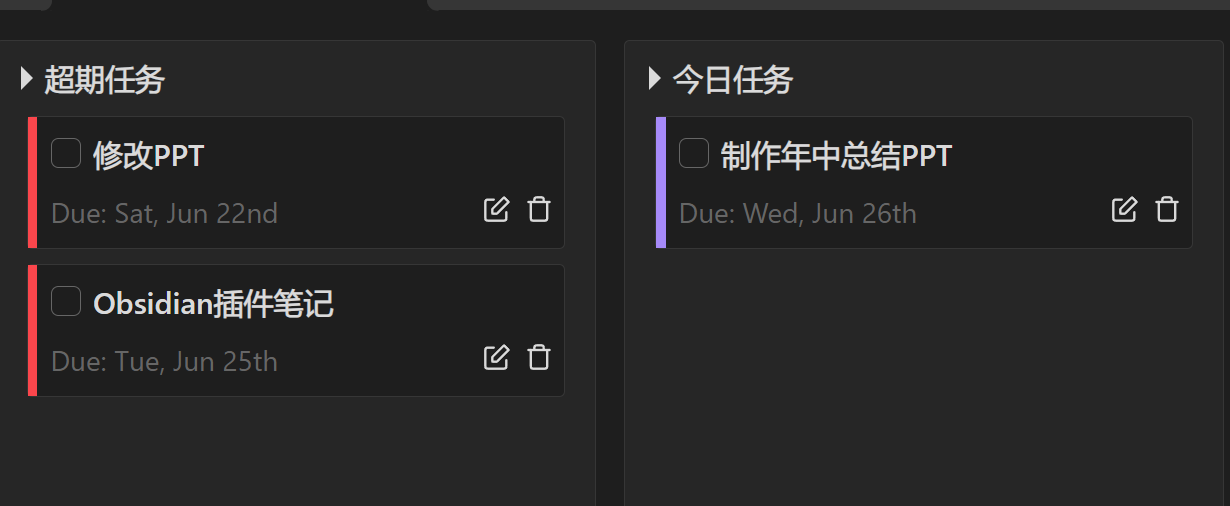 超期任务
修改PPT
Due: Sat, Jun 22nd
Obsidian插件笔记
Due: Tue, Jun 25th
今日任务
制作年中总结PPT
Due: Wed, Jun 26th